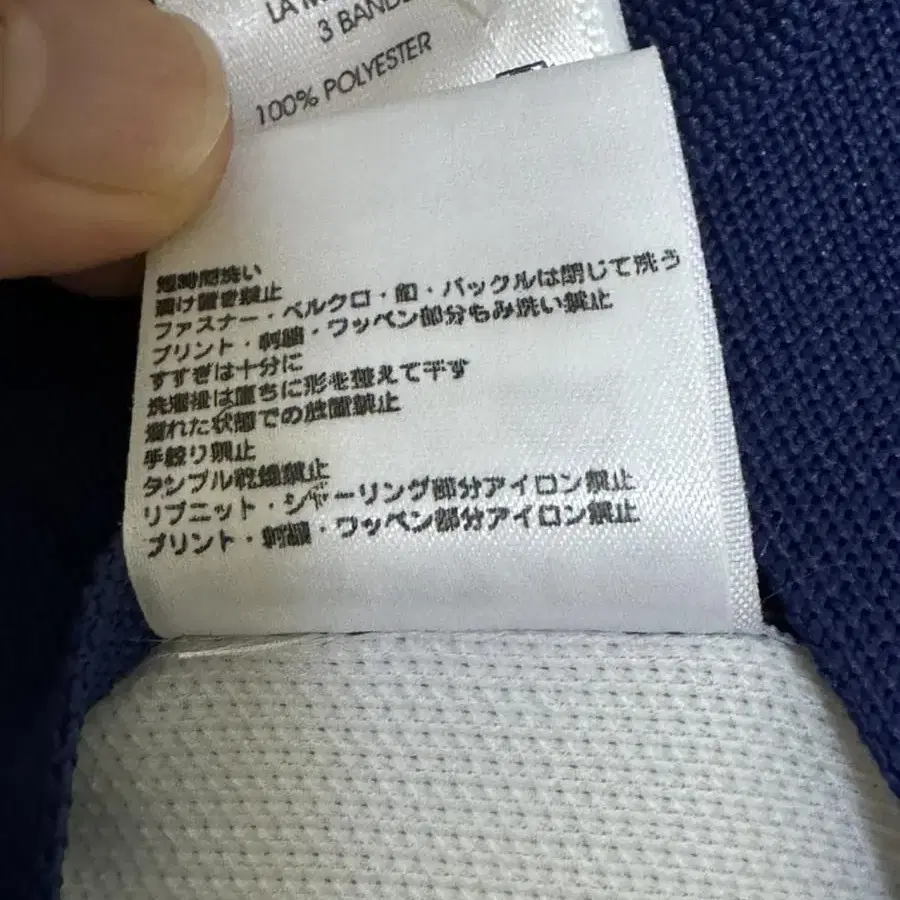 LA M
3 BANDE
100% POLYESTER
短時間洗い
漬け置き禁止
ファスナー・ベルクロ・釦・バックルは閉じて洗う
プリント・刺繍・ワッペン部分もみ洗い禁止
すすぎは十分に
洗濯後は直ちに形を整えて干す
濡れた状態での放置禁止
手絞り禁止
タンブル乾燥禁止
リブニット・シャーリング部分アイロン禁止
プリント・刺繍・ワッペン部分アイロン禁止